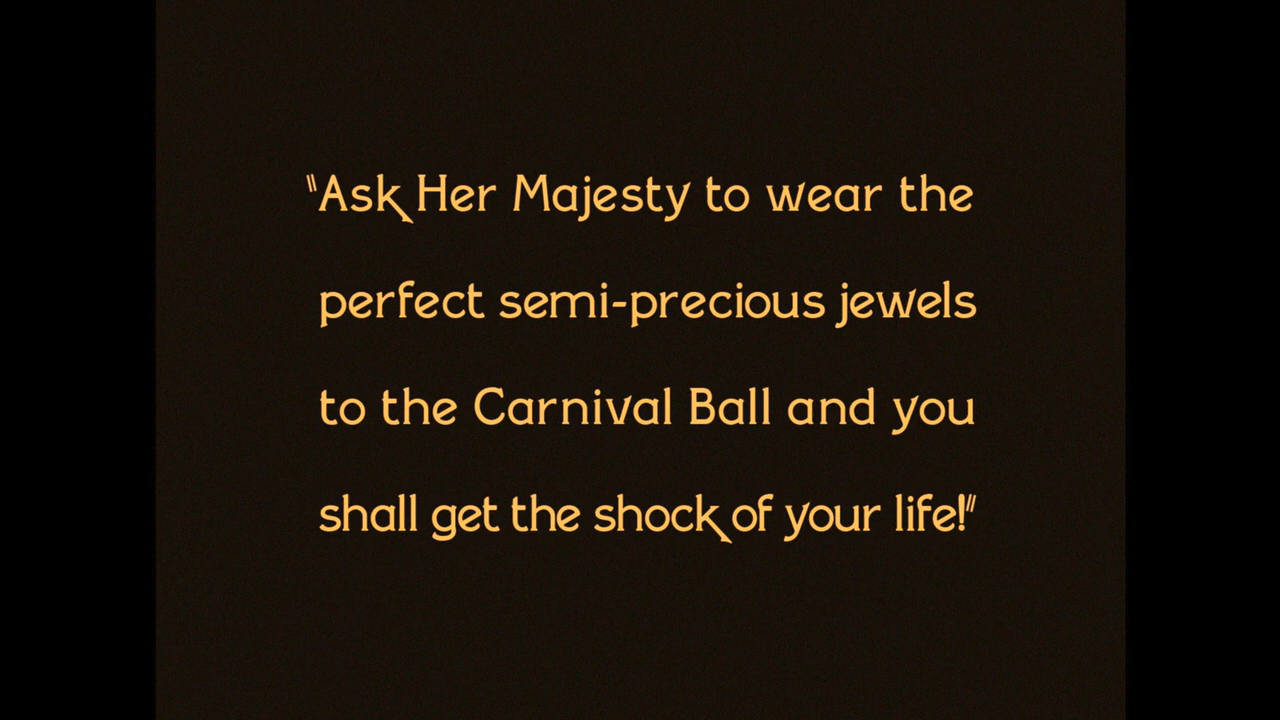 "Ask Her Majesty to wear the
perfect semi-precious jewels
to the Carnival Ball and you
shall get the shock of your life!"